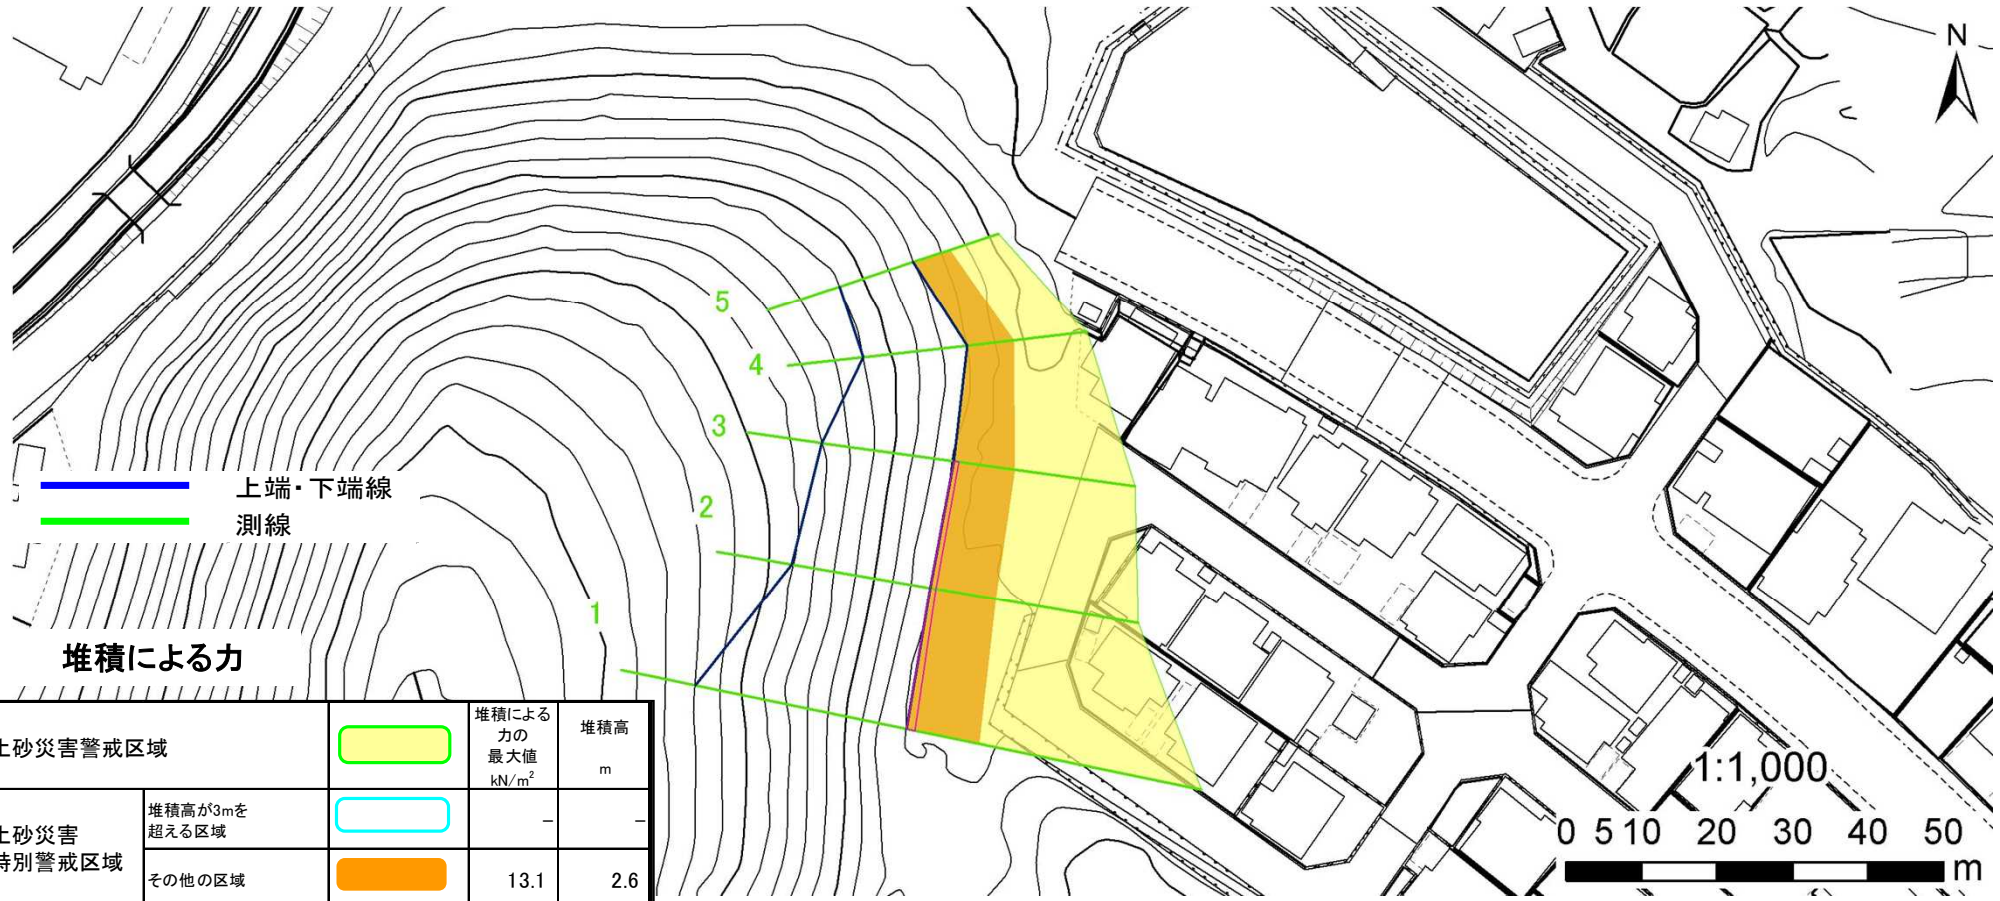 N
5
4
3
2
1
上端・下端線
測線
堆積による力
土砂災害警戒区域
堆積による
力の
最大値
kN/m²
堆積高
m
土砂災害
特別警戒区域
堆積高が3mを
超える区域
－
－
その他の区域
13.1
2.6
1:1,000
0 5 10 20 30 40 50
m